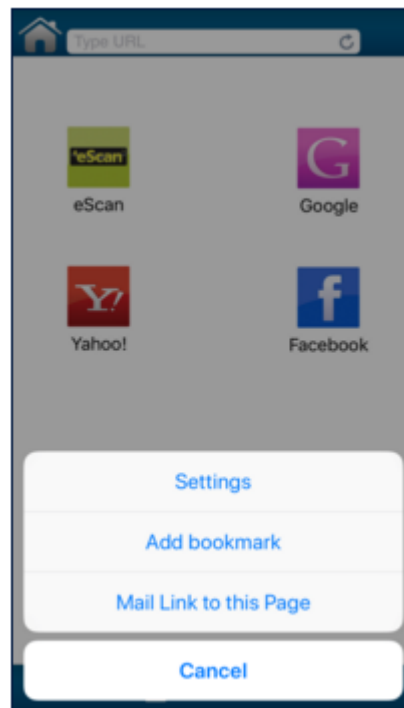 Type URL
'eScan
G
eScan
Google
Y!
f
Yahoo!
Facebook
Settings
Add bookmark
Mail Link to this Page
Cancel